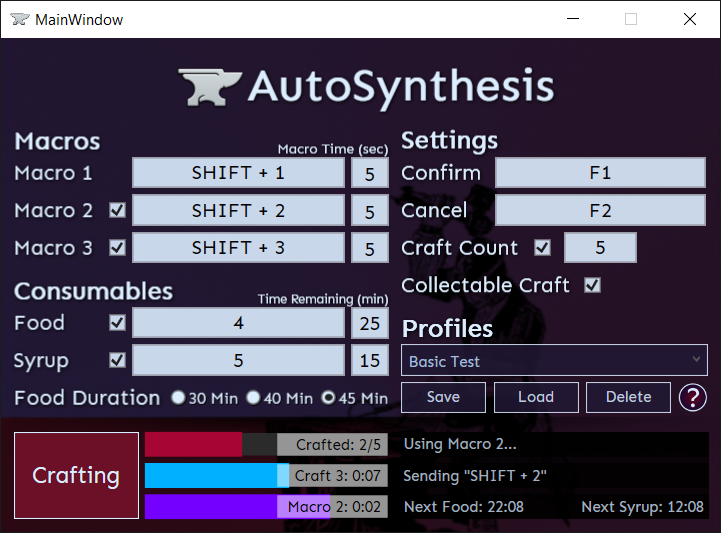 MainWindow
AutoSynthesis
Macros
Macro Time (sec)
Macro 1 SHIFT + 1 5
Macro 2 SHIFT + 2 5
Macro 3 SHIFT + 3 5
Consumables
Time Remaining (min)
Food 4 25
Syrup 5 15
Food Duration 30 Min 40 Min 45 Min
Settings
Confirm F1
Cancel F2
Craft Count 5
Collectable Craft
Profiles
Basic Test
Save Load Delete ?
Crafting
Crafted: 2/5
Craft 3: 0:07
Macro 2: 0:02
Using Macro 2...
Sending "SHIFT + 2"
Next Food: 22:08 Next Syrup: 12:08